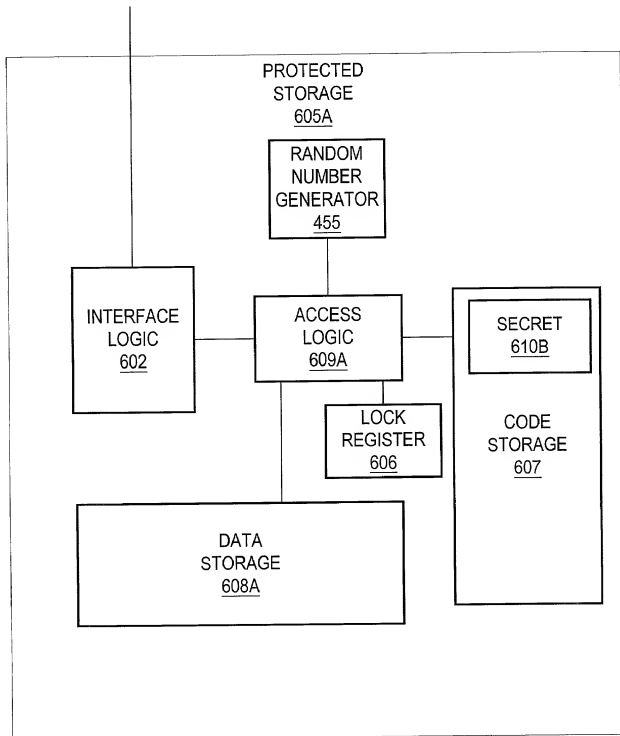 PROTECTED
STORAGE
605A
RANDOM
NUMBER
GENERATOR
455
INTERFACE
LOGIC
602
ACCESS
LOGIC
609A
SECRET
610B
LOCK
REGISTER
606
CODE
STORAGE
607
DATA
STORAGE
608A